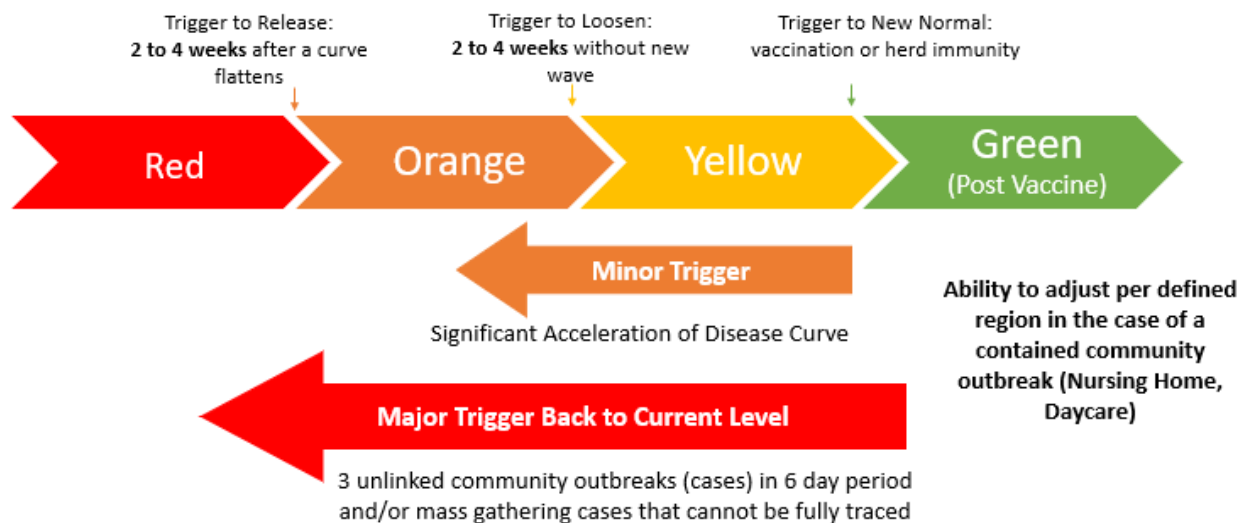 Trigger to Release:
2 to 4 weeks after a curve
flattens
Trigger to Loosen:
2 to 4 weeks without new
wave
Trigger to New Normal:
vaccination or herd immunity
Red
Orange
Yellow
Green
(Post Vaccine)
Minor Trigger
Significant Acceleration of Disease Curve
Major Trigger Back to Current Level
3 unlinked community outbreaks (cases) in 6 day period
and/or mass gathering cases that cannot be fully traced
Ability to adjust per defined
region in the case of a
contained community
outbreak (Nursing Home,
Daycare)